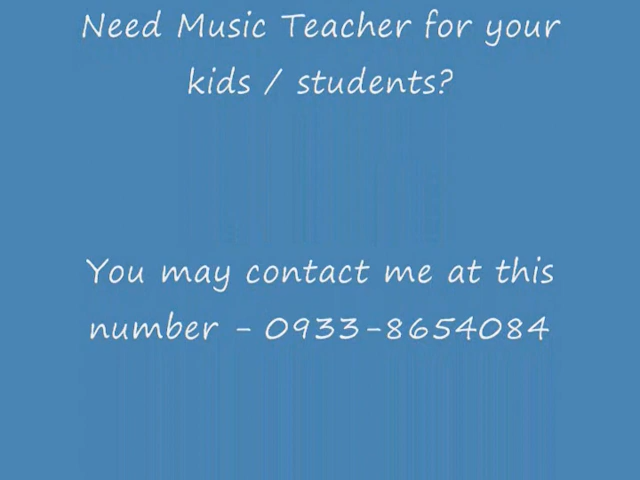 Need Music Teacher for your
kids / students?
You may contact me at this
number - 0933-8654084